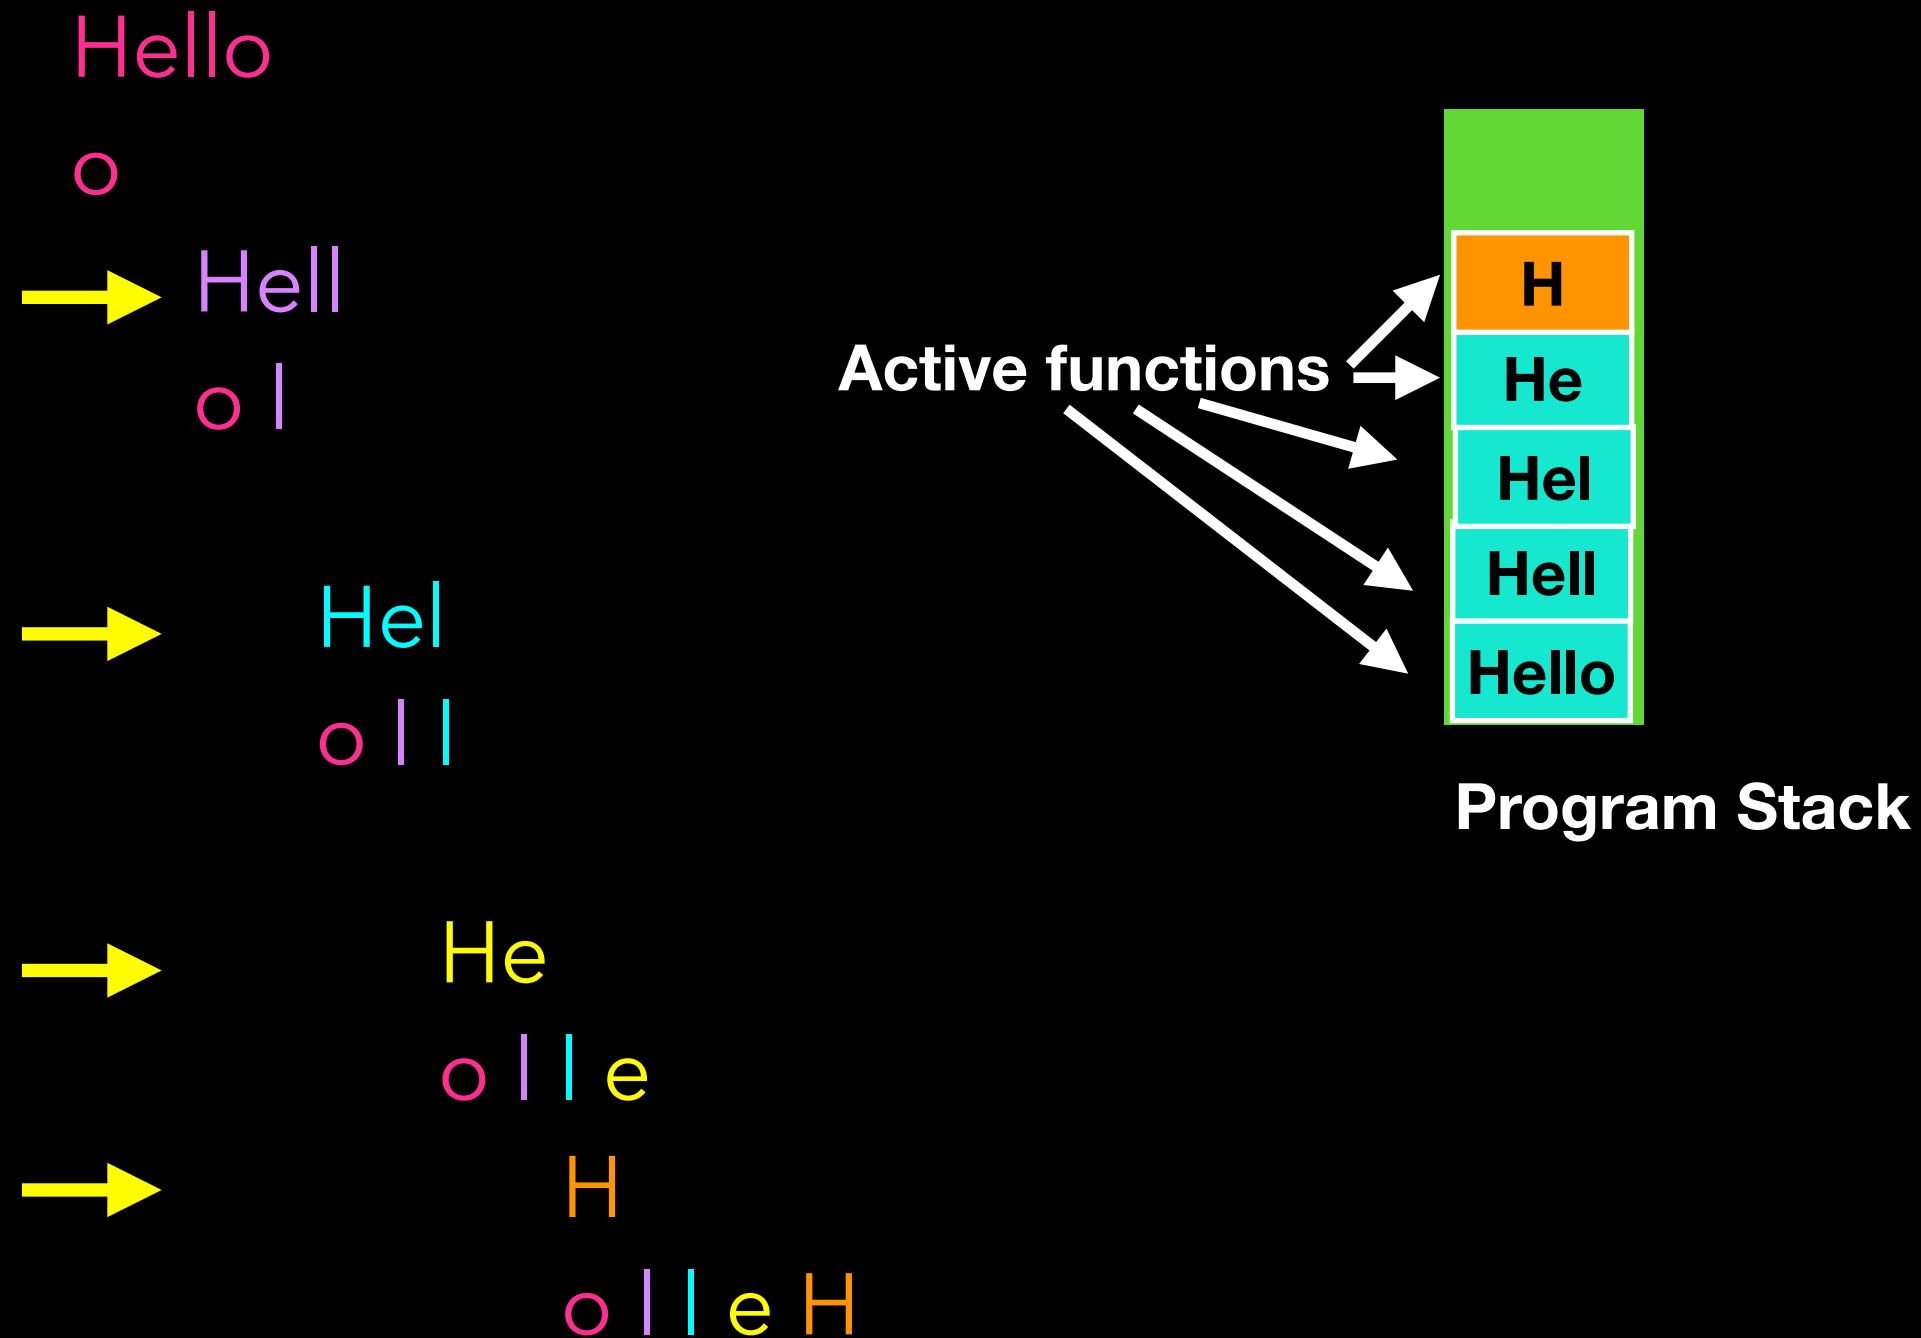 Hello
o
Hell
o l
Hel
o l l
He
o l l e
H
o l l e H
Active functions
H
He
Hel
Hell
Hello
Program Stack